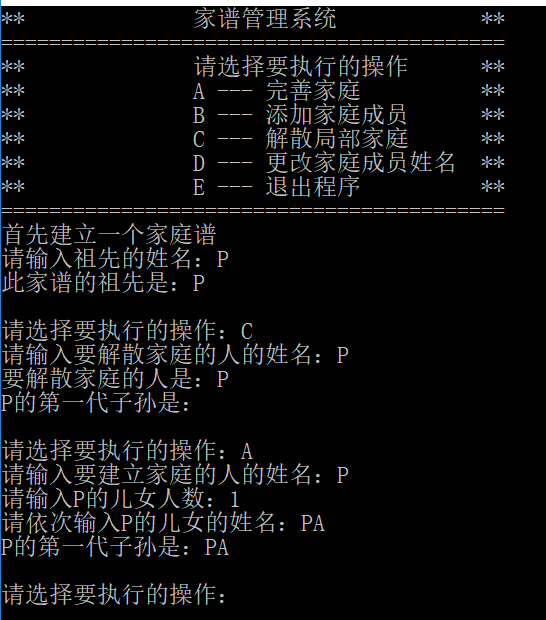 **              家谱管理系统            **
==========================================
**              请选择要执行的操作      **
**              A --- 完善家庭          **
**              B --- 添加家庭成员      **
**              C --- 解散局部家庭      **
**              D --- 更改家庭成员姓名  **
**              E --- 退出程序          **
==========================================
首先建立一个家庭谱
请输入祖先的姓名：P
此家谱的祖先是：P
请选择要执行的操作：C
请输入要解散家庭的人的姓名：P
要解散家庭的人是：P
P的第一代子孙是：
请选择要执行的操作：A
请输入要建立家庭的人的姓名：P
请输入P的儿女人数：1
请依次输入P的儿女的姓名：PA
P的第一代子孙是：PA
请选择要执行的操作：